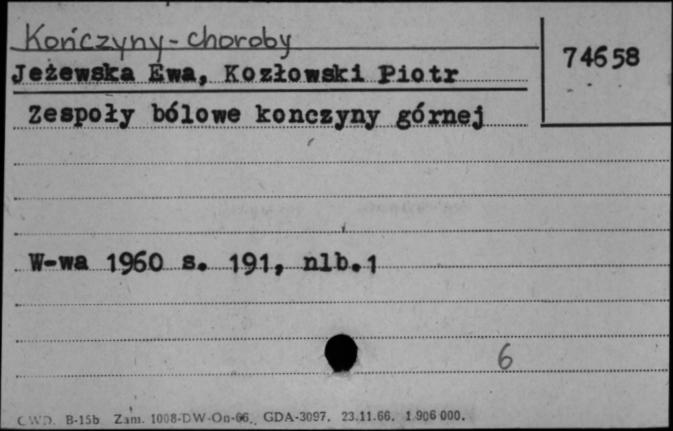 Kończyny - choroby
74658
Jeżewska Ewa, Kozłowski Piotr
Zespoły bólowe konczyny górnej
W-wa 1960 s. 191, nlb.1
6
CWD. B-15b Zam. 1008-DW-On-66. GDA-3097. 23.11.66. 1.906 000.